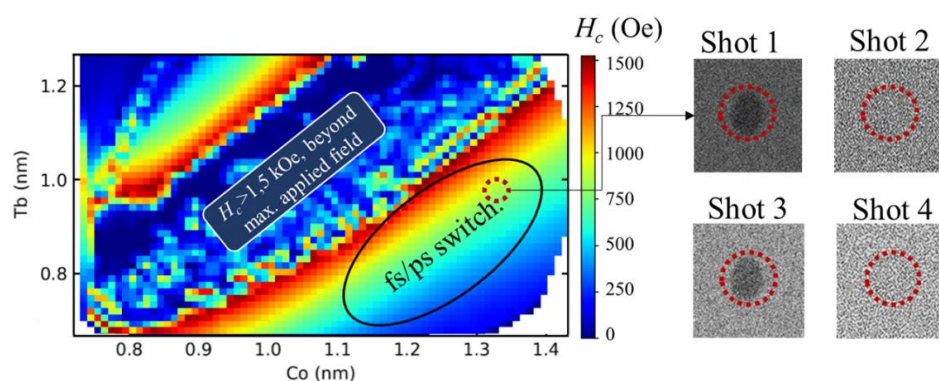 H_c (Oe)
Shot 1
Shot 2
1.2
1.0
0.8
Tb (nm)
H_c>1,5 kOe, beyond
max. applied field
fs/ps switch.
0.8
0.9
1.0
1.1
1.2
1.3
1.4
Co (nm)
1500
1250
1000
750
500
250
0
Shot 3
Shot 4